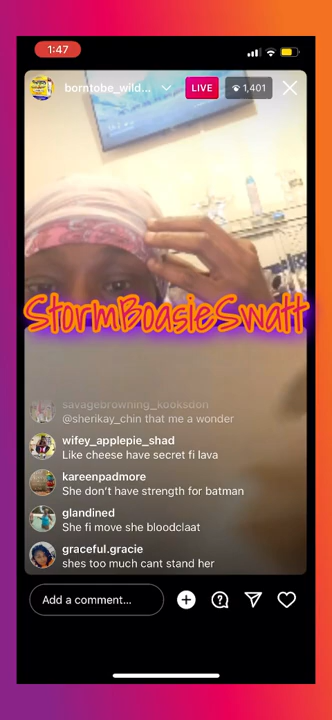 1:47
borntobe_wild...
LIVE
1,401
StormBoasieSwatt
savageBrowning_kooksdon
@sherikay_chin that me a wonder
wifey_applepie_shad
Like cheese have secret fi lava
kareenpadmore
She don't have strength for batman
glandined
She fi move she bloodclaat
graceful.gracie
shes too much cant stand her
Add a comment...